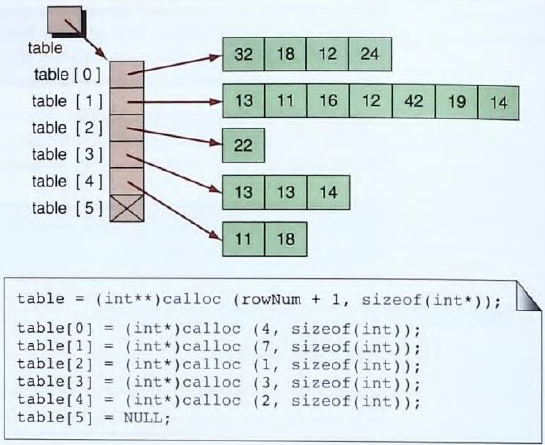 table
table [ 0 ]
32 18 12 24
table [ 1 ]
13 11 16 12 42 19 14
table [ 2 ]
22
table [ 3 ]
13 13 14
table [ 4 ]
11 18
table [ 5 ]
table = (int**)calloc (rowNum + 1, sizeof(int*));
table[0] = (int*)calloc (4, sizeof(int));
table[1] = (int*)calloc (7, sizeof(int));
table[2] = (int*)calloc (1, sizeof(int));
table[3] = (int*)calloc (3, sizeof(int));
table[4] = (int*)calloc (2, sizeof(int));
table[5] = NULL;